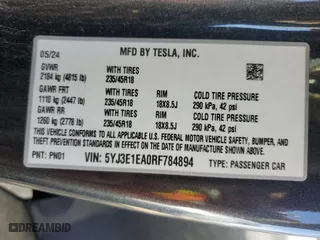 05/24 MFD BY TESLA, INC.
GVWR
2184 kg (4815 lb) WITH TIRES
235/45R18
GAWR FRT WITH TIRES RIM COLD TIRE PRESSURE
1110 kg (2447 lb) 235/45R18 18X8.5J 290 kPa, 42 psi
GAWR RR WITH TIRES RIM COLD TIRE PRESSURE
1260 kg (2778 lb) 235/45R18 18X8.5J 290 kPa, 42 psi
THIS VEHICLE CONFORMS TO ALL APPLICABLE
FEDERAL MOTOR VEHICLE SAFETY, BUMPER, AND
THEFT PREVENTION STANDARDS IN EFFECT ON THE
DATE OF MANUFACTURE SHOWN ABOVE.
VIN: 5YJ3E1EA0RF784894
PNT: PN01 TYPE: PASSENGER CAR
DREAMBID